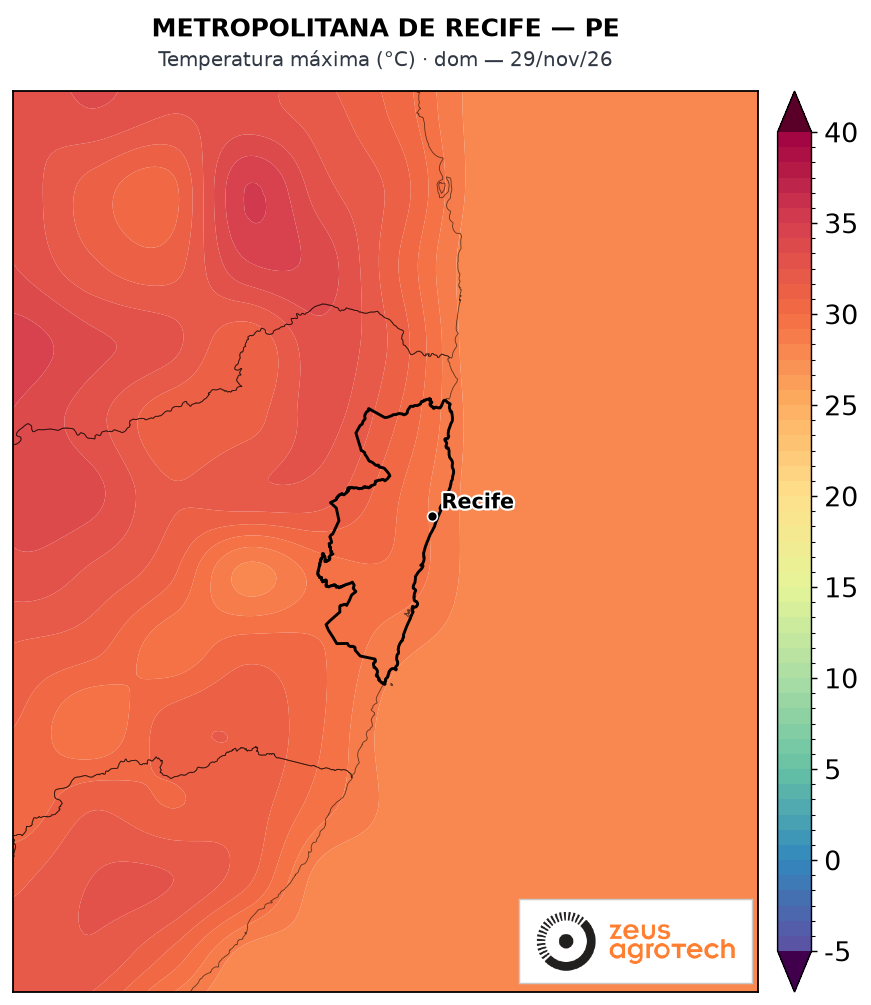 METROPOLITANA DE RECIFE — PE
Temperatura máxima (°C) · dom — 29/nov/26
40
35
30
25
20
15
10
5
0
-5
Recife
zeus
agrotech